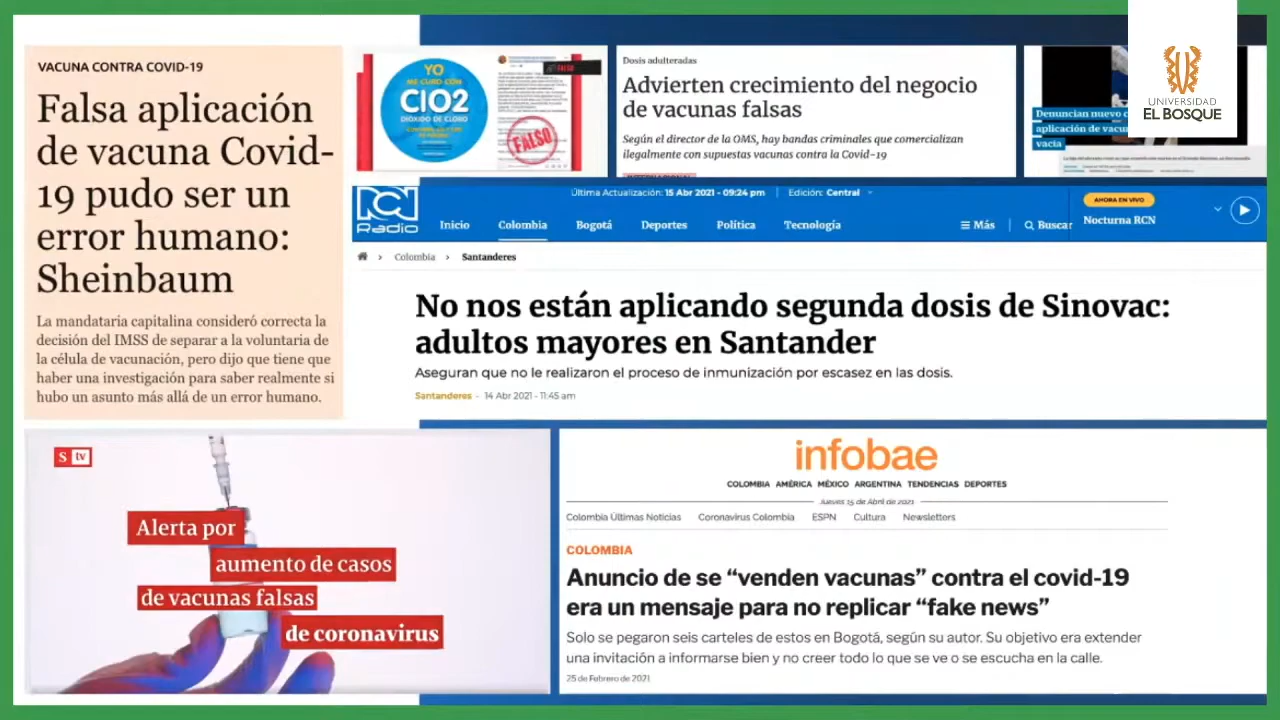 VACUNA CONTRA COVID-19
Falsa aplicación
de vacuna Covid-
19 pudo ser un
error humano:
Sheinbaum
La mandataria capitalina consideró correcta la
decisión del IMSS de separar a la voluntaria de
la célula de vacunación, pero dijo que tiene que
haber una investigación para saber realmente si
hubo un asunto más allá de un error humano.
YO
ME CURO CON
ClO2
DIÓXIDO DE CLORO
FALSO
FALSO
Dosis adulteradas
Advierten crecimiento del negocio
de vacunas falsas
Según el director de la OMS, hay bandas criminales que comercializan
ilegalmente con supuestas vacunas contra la Covid-19
Denuncian nuevo c
aplicación de vacun
vacía
UNIVERSIDAD
EL BOSQUE
RCN
Radio
Última Actualización: 15 Abr 2021 - 09:24 pm
Edición: Central
Inicio Colombia Bogotá Deportes Política Tecnología
Más
Buscar
AHORA EN VIVO
Nocturna RCN
Colombia > Santanderes
No nos están aplicando segunda dosis de Sinovac:
adultos mayores en Santander
Aseguran que no le realizaron el proceso de inmunización por escasez en las dosis.
Santanderes - 14 Abr 2021 - 11:45 am
S tv
Alerta por
aumento de casos
de vacunas falsas
de coronavirus
infobae
COLOMBIA AMÉRICA MÉXICO ARGENTINA TENDENCIAS DEPORTES
Jueves 15 de Abril de 2021
Colombia Últimas Noticias Coronavirus Colombia ESPN Cultura Newsletters
COLOMBIA
Anuncio de se “venden vacunas” contra el covid-19
era un mensaje para no replicar “fake news”
Solo se pegaron seis carteles de estos en Bogotá, según su autor. Su objetivo era extender
una invitación a informarse bien y no creer todo lo que se ve o se escucha en la calle.
25 de Febrero de 2021